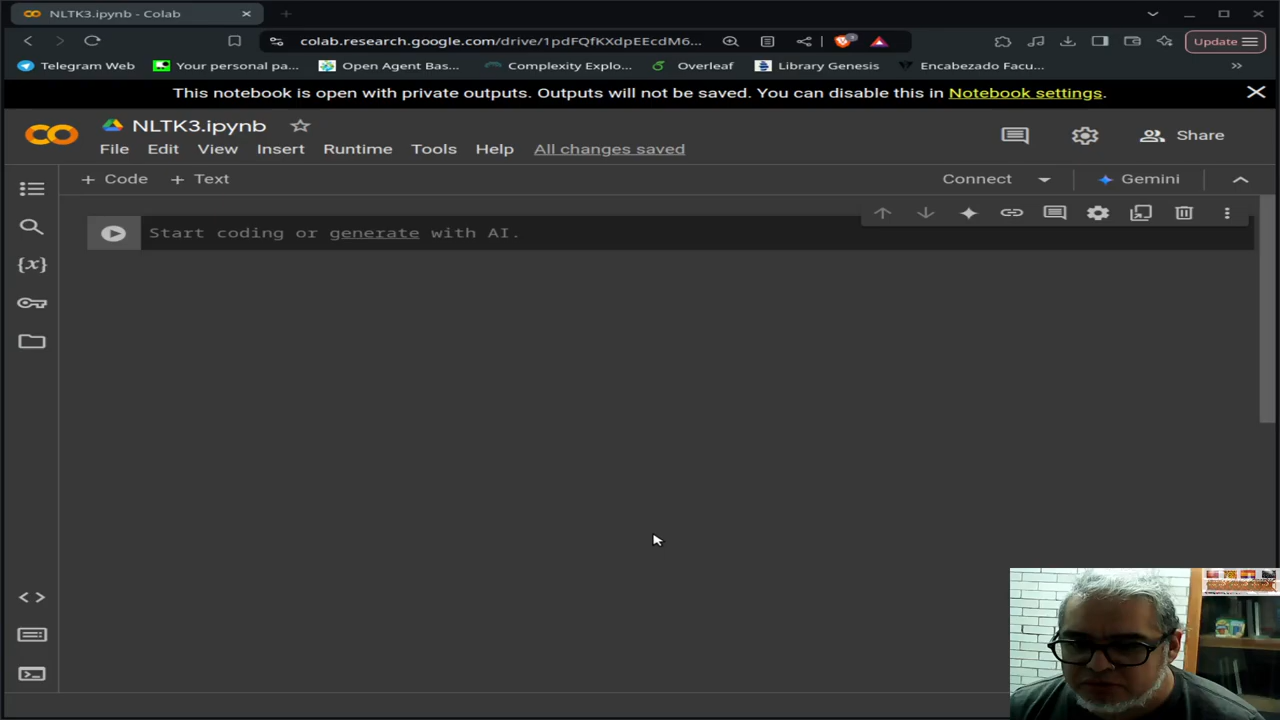 NLTK3.ipynb - Colab
colab.research.google.com/drive/1pdFQfKXdpEEcdM6...
Update
Telegram Web
Your personal pa...
Open Agent Bas...
Complexity Explo...
Overleaf
Library Genesis
Encabezado Facu...
This notebook is open with private outputs. Outputs will not be saved. You can disable this in Notebook settings.
NLTK3.ipynb
Share
File Edit View Insert Runtime Tools Help All changes saved
+ Code + Text
Connect
Gemini
{x}
Start coding or generate with AI.